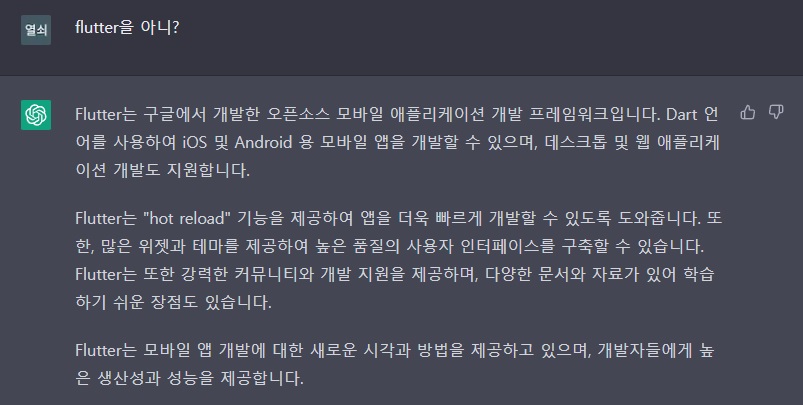 열쇠
flutter을 아니?
Flutter는 구글에서 개발한 오픈소스 모바일 애플리케이션 개발 프레임워크입니다. Dart 언
어를 사용하여 iOS 및 Android 용 모바일 앱을 개발할 수 있으며, 데스크톱 및 웹 애플리케
이션 개발도 지원합니다.
Flutter는 "hot reload" 기능을 제공하여 앱을 더욱 빠르게 개발할 수 있도록 도와줍니다. 또
한, 많은 위젯과 테마를 제공하여 높은 품질의 사용자 인터페이스를 구축할 수 있습니다.
Flutter는 또한 강력한 커뮤니티와 개발 지원을 제공하며, 다양한 문서와 자료가 있어 학습
하기 쉬운 장점도 있습니다.
Flutter는 모바일 앱 개발에 대한 새로운 시각과 방법을 제공하고 있으며, 개발자들에게 높
은 생산성과 성능을 제공합니다.